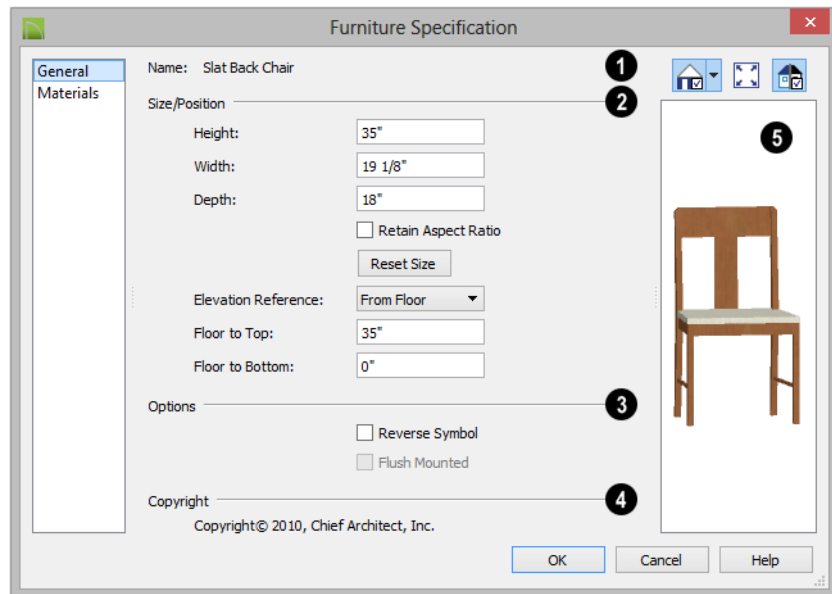 Furniture Specification
General
Materials
Name: Slat Back Chair
1
Size/Position
2
Height: 35"
Width: 19 1/8"
Depth: 18"
Retain Aspect Ratio
Reset Size
Elevation Reference: From Floor
Floor to Top: 35"
Floor to Bottom: 0"
Options
3
Reverse Symbol
Flush Mounted
Copyright
4
Copyright© 2010, Chief Architect, Inc.
5
OK Cancel Help